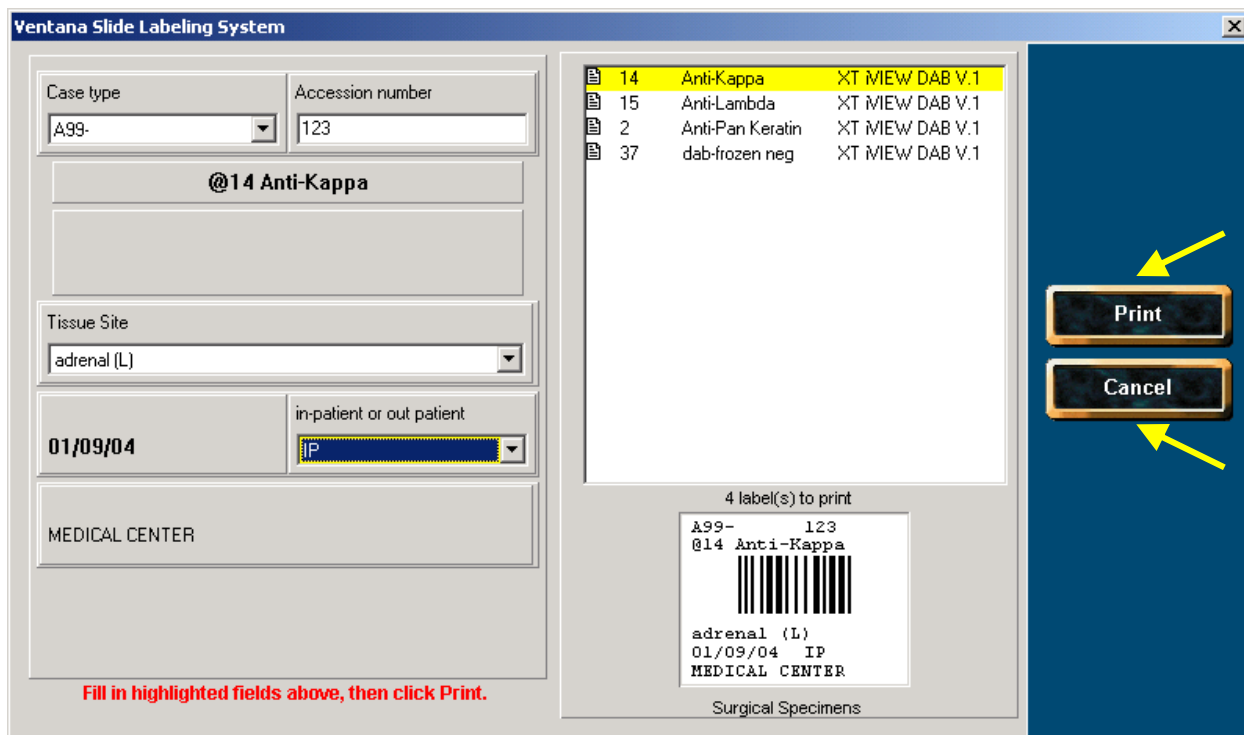 Ventana Slide Labeling System
Case type
Accession number
A99-
123
@14 Anti-Kappa
Tissue Site
adrenal (L)
01/09/04
in-patient or out patient
IP
MEDICAL CENTER
Fill in highlighted fields above, then click Print.
14 Anti-Kappa XT iVIEW DAB V.1
15 Anti-Lambda XT iVIEW DAB V.1
2 Anti-Pan Keratin XT iVIEW DAB V.1
37 dab-frozen neg XT iVIEW DAB V.1
4 label(s) to print
A99- 123
@14 Anti-Kappa
adrenal (L)
01/09/04 IP
MEDICAL CENTER
Surgical Specimens
Print
Cancel